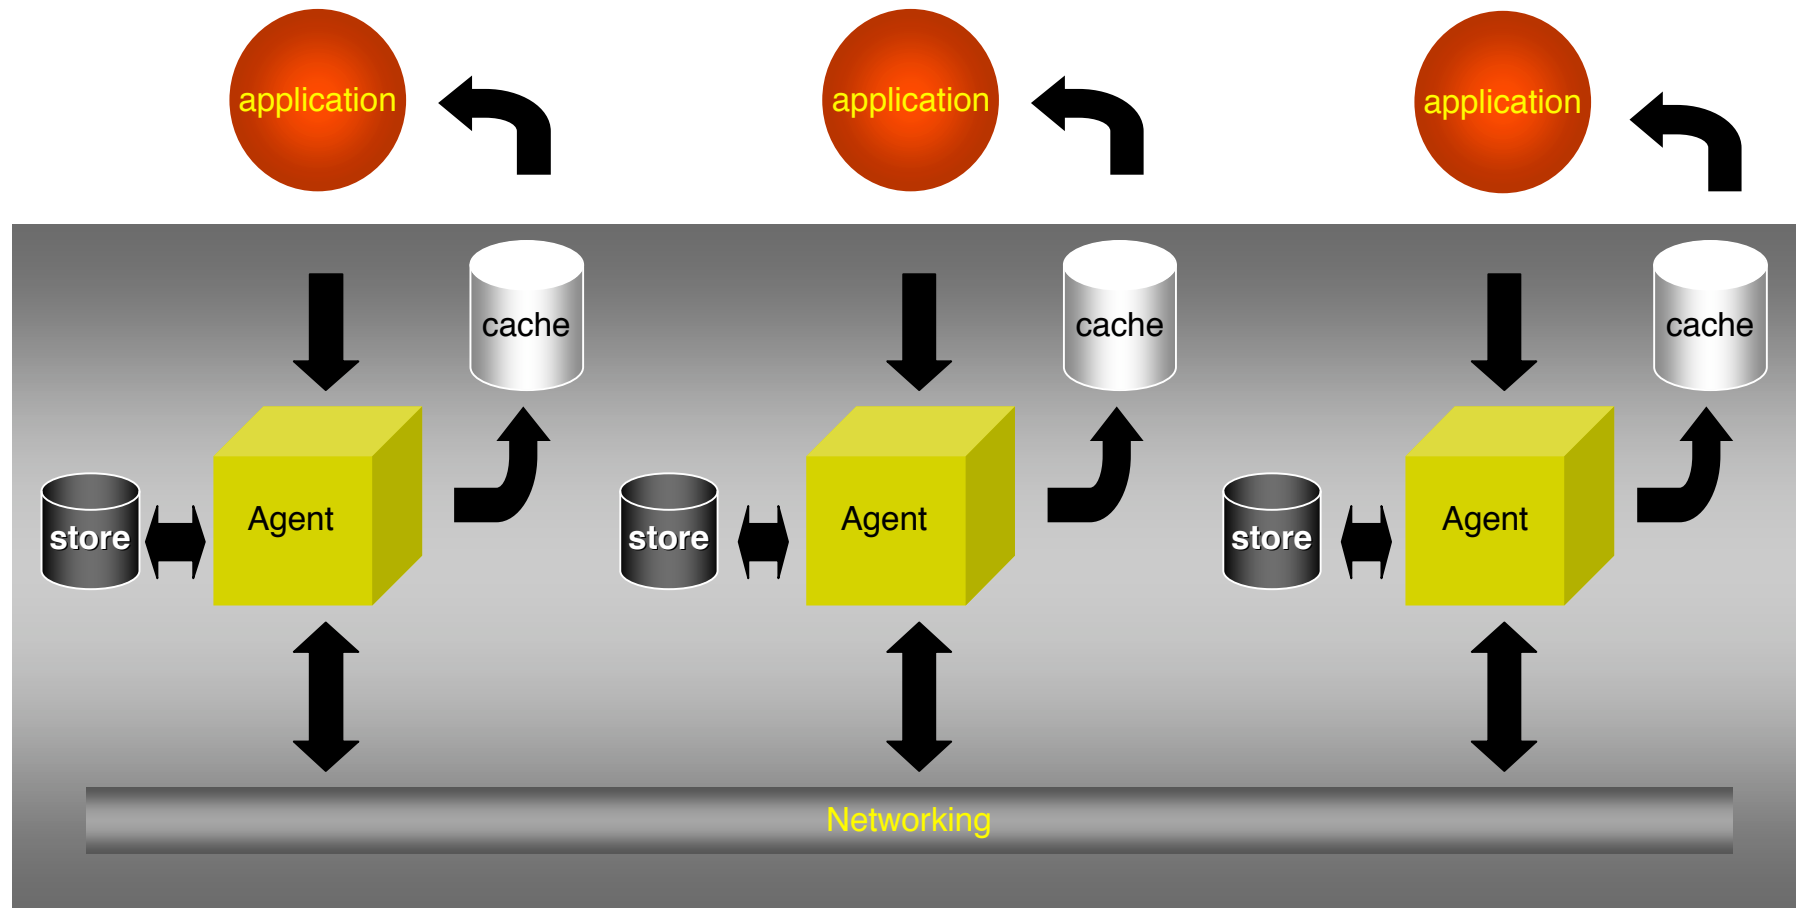 application
application
application
cache
cache
cache
store
Agent
store
Agent
store
Agent
Networking